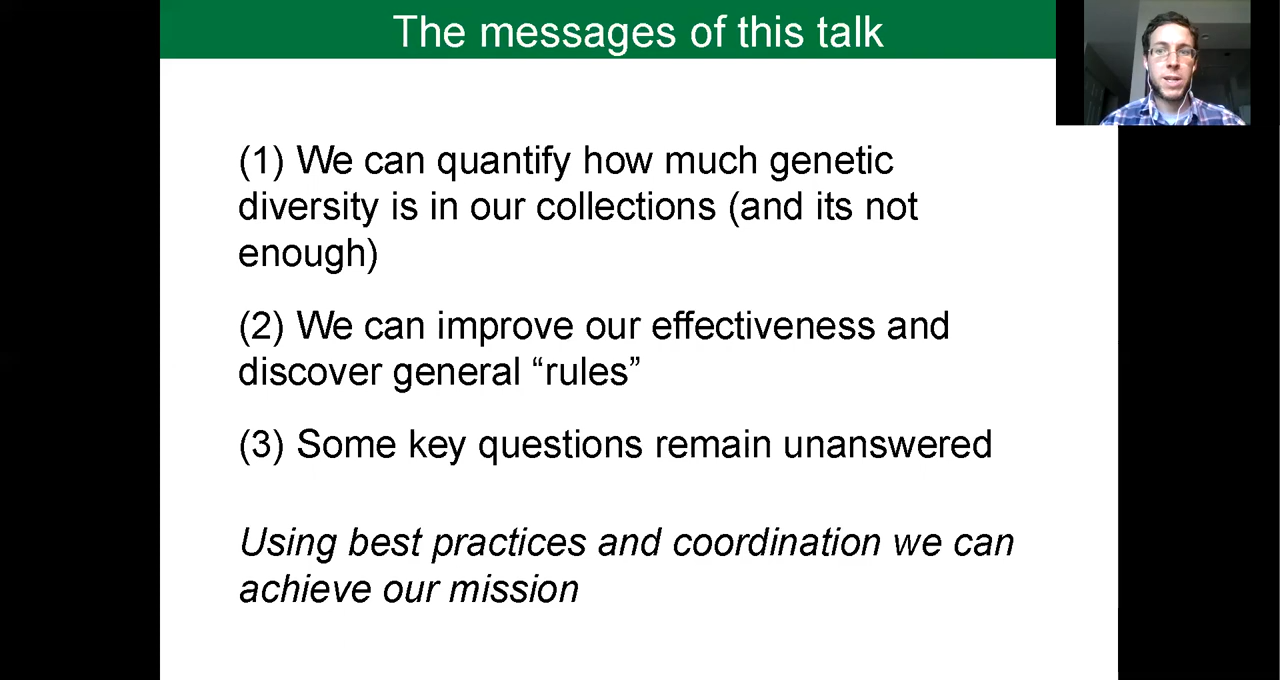 The messages of this talk
(1) We can quantify how much genetic
diversity is in our collections (and its not
enough)
(2) We can improve our effectiveness and
discover general “rules”
(3) Some key questions remain unanswered
Using best practices and coordination we can
achieve our mission